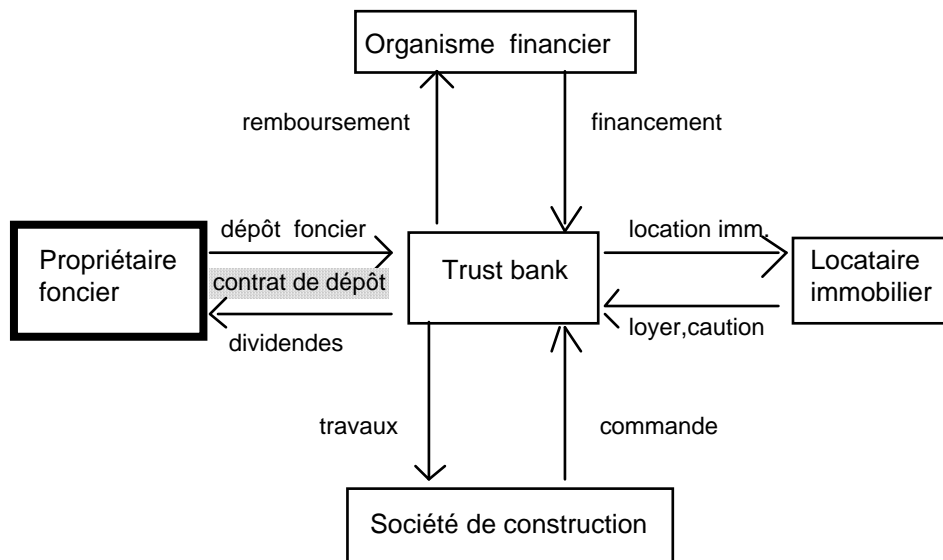 Organisme financier
remboursement
financement
dépôt foncier
location imm.
Propriétaire
foncier
contrat de dépôt
Trust bank
Locataire
immobilier
dividendes
loyer,caution
travaux
commande
Société de construction